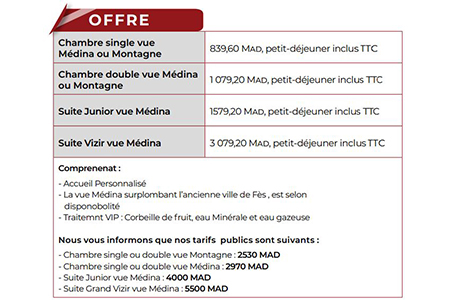 OFFRE
Chambre single vue
Médina ou Montagne
839,60 MAD, petit-déjeuner inclus TTC
Chambre double vue Médina
ou Montagne
1 079,20 MAD, petit-déjeuner inclus TTC
Suite Junior vue Médina
1579,20 MAD, petit-déjeuner inclus TTC
Suite Vizir vue Médina
3 079,20 MAD, petit-déjeuner inclus TTC
Comprenenat :
- Accueil Personnalisé
- La vue Médina surplombant l'ancienne ville de Fès , est selon
disponobolité
- Traitemnt VIP : Corbeille de fruit, eau Minérale et eau gazeuse
Nous vous informons que nos tarifs publics sont suivants :
- Chambre single ou double vue Montagne : 2530 MAD
- Chambre single ou double vue Médina : 2970 MAD
- Suite Junior vue Médina : 4000 MAD
- Suite Grand Vizir vue Médina : 5500 MAD